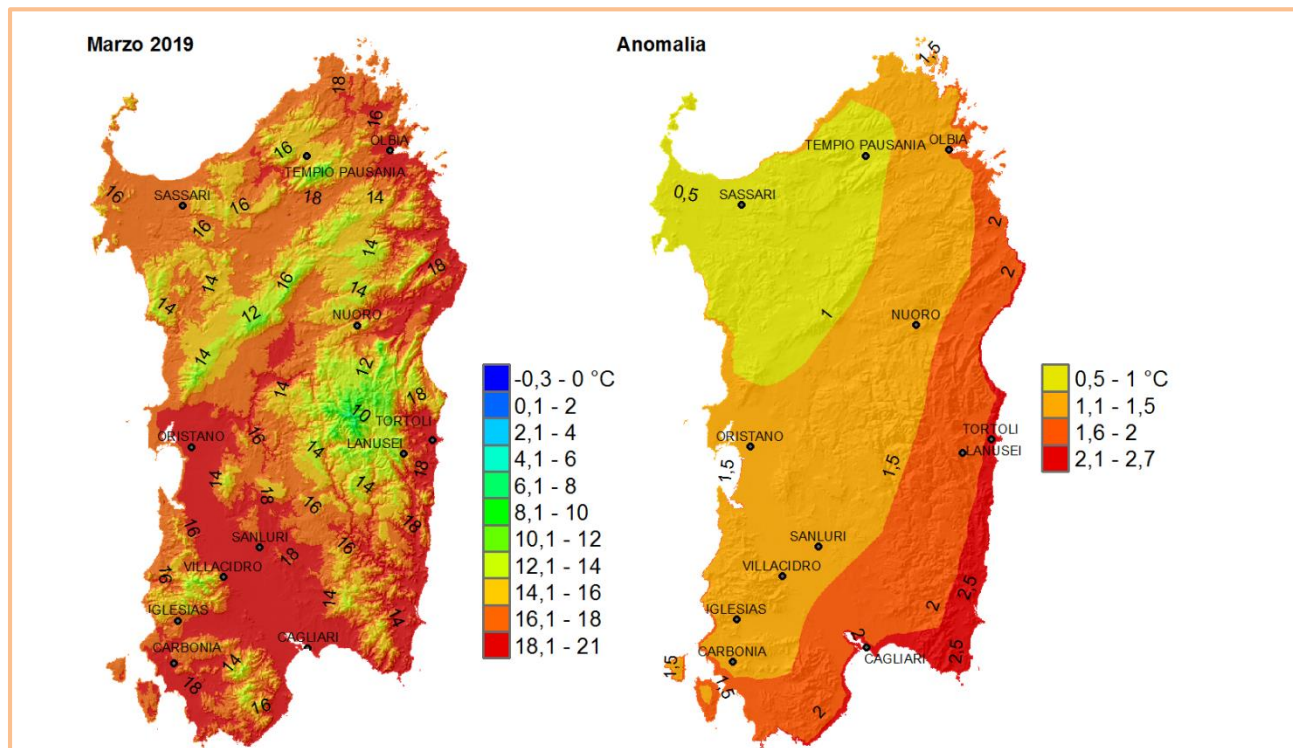 Marzo 2019
18
16
OLBIA
16
TEMPIO PAUSANIA
16
18
14
SASSARI
16
16
14
18
14
16
14
14
12
NUORO
14
12
14
18
10
TORTOLI
ORISTANO
16
14
LANUSEI
18
14
18
14
16
18
16
SANLURI
18
16
VILLACIDRO
16
14
IGLESIAS
14
CAGLIARI
CARBONIA
14
18
16
-0,3 - 0 °C
0,1 - 2
2,1 - 4
4,1 - 6
6,1 - 8
8,1 - 10
10,1 - 12
12,1 - 14
14,1 - 16
16,1 - 18
18,1 - 21
Anomalia
1,5
OLBIA
TEMPIO PAUSANIA
0,5
SASSARI
2
2
1
NUORO
ORISTANO
TORTOLI
LANUSEI
1,5
1,5
SANLURI
VILLACIDRO
2,5
IGLESIAS
2
2
CARBONIA
CAGLIARI
2,5
1,5
1,5
2
0,5 - 1 °C
1,1 - 1,5
1,6 - 2
2,1 - 2,7